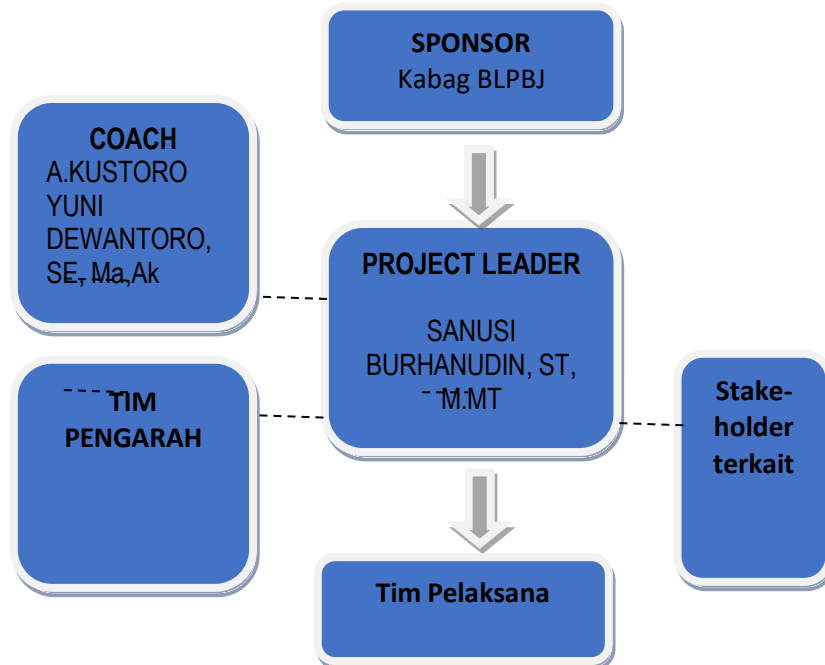 SPONSOR
Kabag BLPBJ
COACH
A.KUSTORO
YUNI
DEWANTORO,
SE, Ma,Ak
PROJECT LEADER
SANUSI
BURHANUDIN, ST,
M.MT
TIM
PENGARAH
Stake-
holder
terkait
Tim Pelaksana